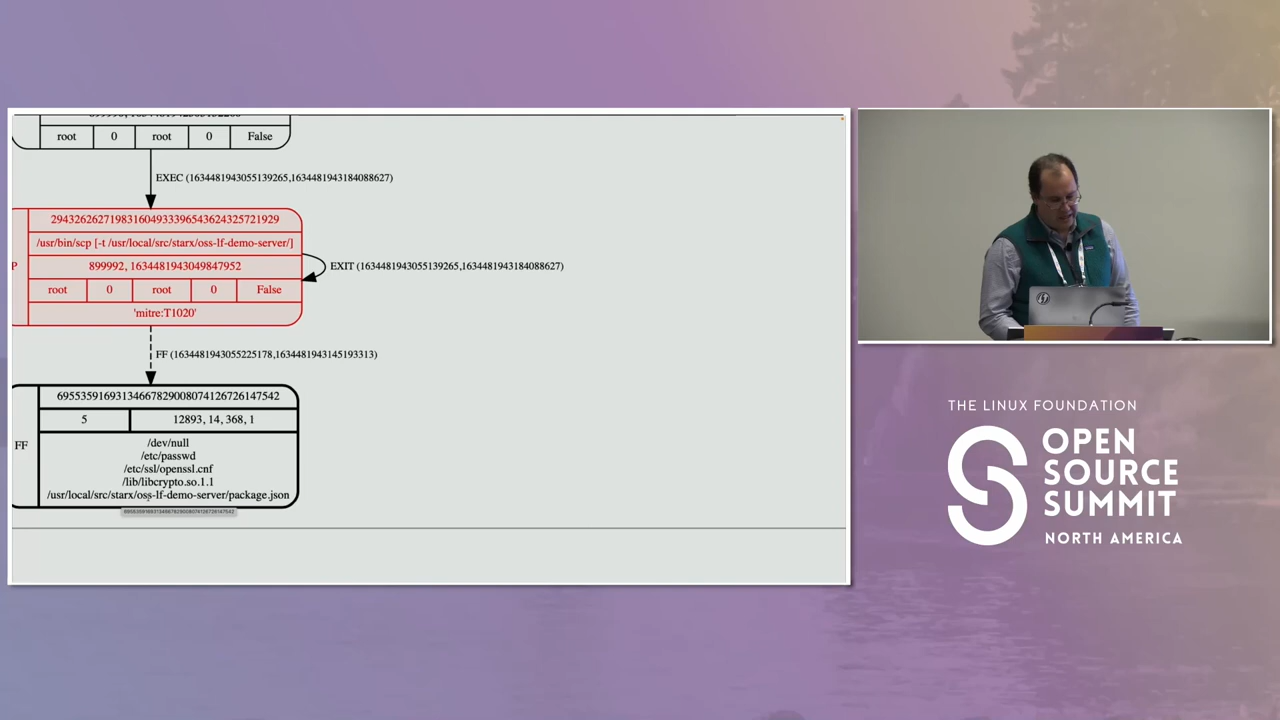 root 0 root 0 False
EXEC (1634481943055139265,1634481943184088627)
29432626271983160493339654362432572192​9
/usr/bin/scp [-t /usr/local/src/starx/oss-lf-demo-server/]
P
899992, 1634481943049847952
EXIT (1634481943055139265,1634481943184088627)
root 0 root 0 False
'mitre:T1020'
FF (1634481943055225178,1634481943145193313)
69553591693134667829008074126726147542
5 12893, 14, 368, 1
FF
/dev/null
/etc/passwd
/etc/ssl/openssl.cnf
/lib/libcrypto.so.1.1
/usr/local/src/starx/oss-lf-demo-server/package.json
69553591693134667829008074126726147542
THE LINUX FOUNDATION
OPEN
SOURCE
SUMMIT
NORTH AMERICA